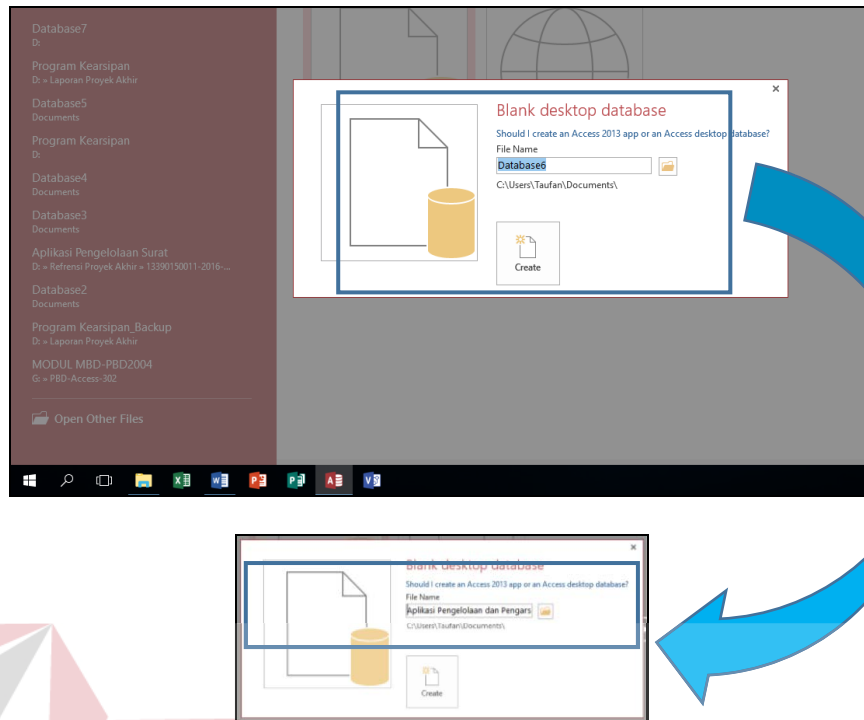 Database7
D:
Program Kearsipan
D: » Laporan Proyek Akhir
Database5
Documents
Program Kearsipan
D:
Database4
Documents
Database3
Documents
Aplikasi Pengelolaan Surat
D: » Refrensi Proyek Akhir » 13390150011-2016-...
Database2
Documents
Program Kearsipan_Backup
D: » Laporan Proyek Akhir
MODUL MBD-PBD2004
G: » PBD-Access-302
Open Other Files
Blank desktop database
Should I create an Access 2013 app or an Access desktop database?
File Name
Database6
C:\Users\Taufan\Documents\
Create
Blank desktop database
Should I create an Access 2013 app or an Access desktop database?
File Name
Aplikasi Pengelolaan dan Pengars
C:\Users\Taufan\Documents\
Create